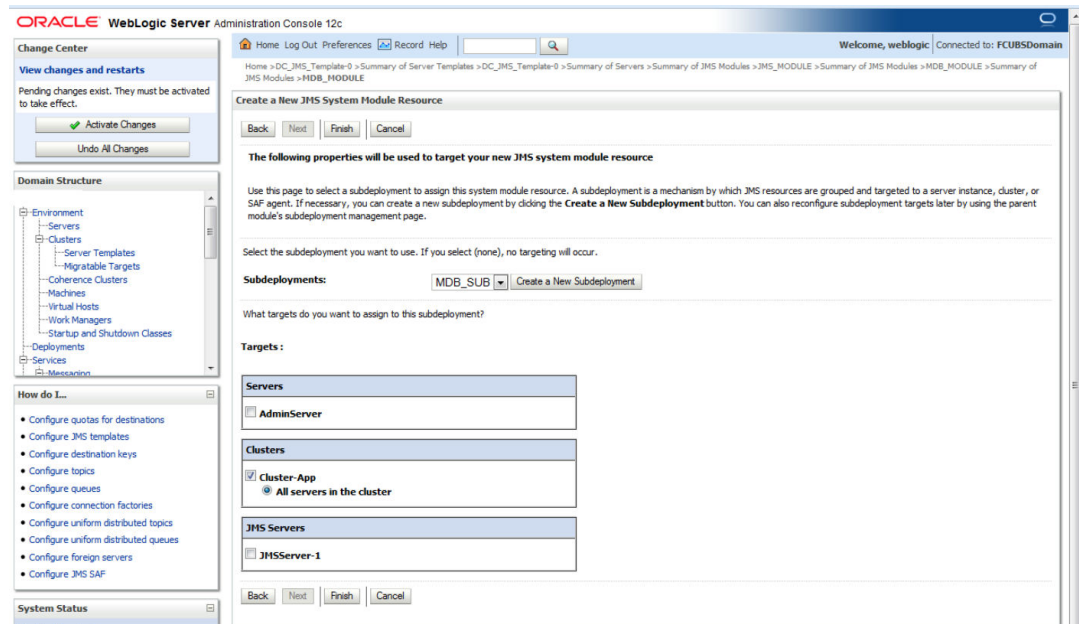 ORACLE WebLogic Server Administration Console 12c
Change Center
View changes and restarts
Pending changes exist. They must be activated
to take effect.
Activate Changes
Undo All Changes
Domain Structure
Environment
Servers
Clusters
Server Templates
Migratable Targets
Coherence Clusters
Machines
Virtual Hosts
Work Managers
Startup and Shutdown Classes
Deployments
Services
Messaging
How do I...
Configure quotas for destinations
Configure JMS templates
Configure destination keys
Configure topics
Configure queues
Configure connection factories
Configure uniform distributed topics
Configure uniform distributed queues
Configure foreign servers
Configure JMS SAF
System Status
Home Log Out Preferences Record Help
Welcome, weblogic Connected to: FCUBSDomain
Home >DC_JMS_Template-0 >Summary of Server Templates >DC_JMS_Template-0 >Summary of Servers >Summary of JMS Modules >JMS_MODULE >Summary of JMS Modules >MDB_MODULE >Summary of
JMS Modules >MDB_MODULE
Create a New JMS System Module Resource
Back Next Finish Cancel
The following properties will be used to target your new JMS system module resource
Use this page to select a subdeployment to assign this system module resource. A subdeployment is a mechanism by which JMS resources are grouped and targeted to a server instance, cluster, or
SAF agent. If necessary, you can create a new subdeployment by clicking the Create a New Subdeployment button. You can also reconfigure subdeployment targets later by using the parent
module's subdeployment management page.
Select the subdeployment you want to use. If you select (none), no targeting will occur.
Subdeployments: MDB_SUB Create a New Subdeployment
What targets do you want to assign to this subdeployment?
Targets :
Servers
AdminServer
Clusters
Cluster-App
All servers in the cluster
JMS Servers
JMSServer-1
Back Next Finish Cancel